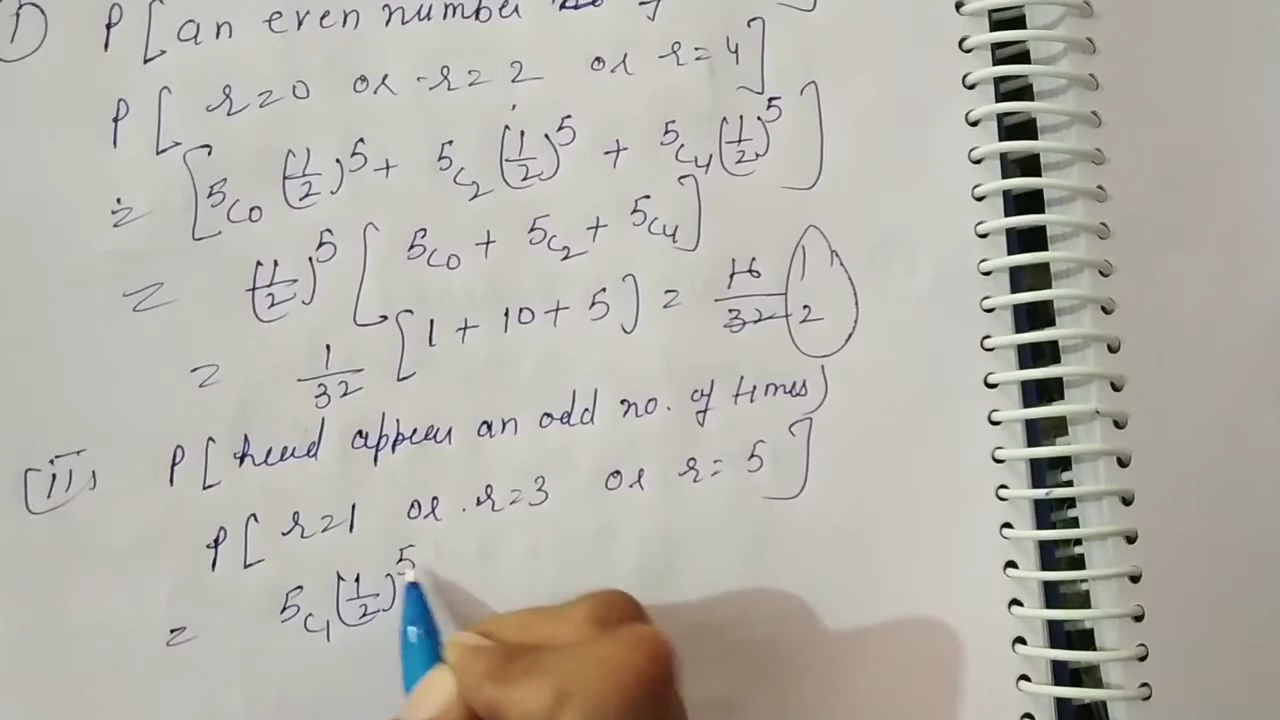 1) P[an even number
P[r=0 or r=2 or r=4]
= [5C0 (1/2)^5 + 5C2 (1/2)^5 + 5C4 (1/2)^5]
= (1/2)^5 [5C0 + 5C2 + 5C4]
= 1/32 [1 + 10 + 5] = 16/32 1/2
(ii) P[head appear an odd no. of times)
P[r=1 or r=3 or r=5]
= 5C1 (1/2)^5